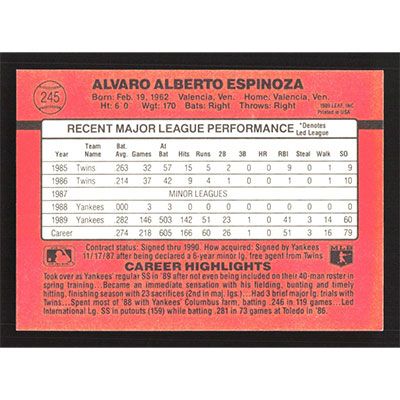 245
ALVARO ALBERTO ESPINOZA
Born: Feb. 19, 1962 Valencia, Ven. Home: Valencia, Ven.
Ht: 6 0 Wgt: 170 Bats: Right Throws: Right
1989 LEAF, INC.
Printed in USA
RECENT MAJOR LEAGUE PERFORMANCE *Denotes Led League
Year Team Name Bat. Avg. Games At Bat Hits Runs 2B 3B HR RBI Steal Walk SO
1985 Twins 263 32 57 15 5 2 0 0 9 0 1 9
1986 Twins 214 37 42 9 4 1 0 0 1 0 1 10
1987 MINOR LEAGUES
1988 Yankees 000 3 3 0 0 0 0 0 0 0 0 0
1989 Yankees 282 146 503 142 51 23 1 0 41 3 14 60
Career 274 218 605 166 60 26 1 0 51 3 16 79
Contract status: Signed thru 1990. How acquired: Signed by Yankees
11/17/87 after being declared a 6-year minor lg. free agent from Twins
MLB
CAREER HIGHLIGHTS
Took over as Yankees' regular SS in '89 after not even being included on their 40-man roster in
spring training... Became an immediate sensation with his fielding, bunting and timely
hitting, finishing season with 23 sacrifices (2nd in maj. lgs.)... Had 3 brief maj. lg. trials with
Twins... Spent most of '88 with Yankees' Columbus farm, batting .246 in 119 games... Led
International Lg. SS in putouts (159) while batting .281 in 73 games at Toledo in '86.